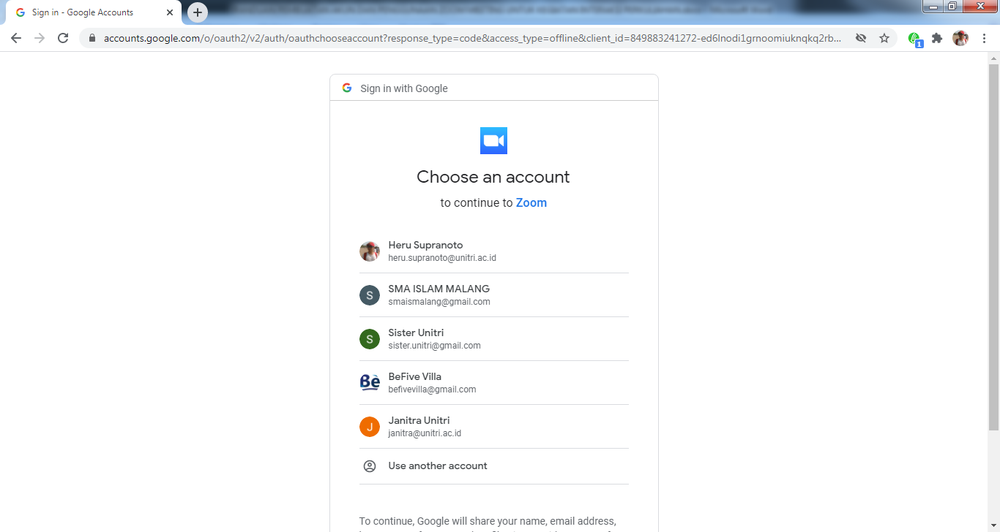 Sign in - Google Accounts
accounts.google.com/o/oauth2/v2/auth/oauthchooseaccount?response_type=code&access_type=offline&client_id=849883241272-ed6lnodi1grnoomiuknqkq2rb...
1
Sign in with Google
Choose an account
to continue to Zoom
Heru Supranoto
heru.supranoto@unitri.ac.id
S
SMA ISLAM MALANG
smaismalang@gmail.com
S
Sister Unitri
sister.unitri@gmail.com
Be
BeFive Villa
befivevilla@gmail.com
J
Janitra Unitri
janitra@unitri.ac.id
Use another account
To continue, Google will share your name, email address,